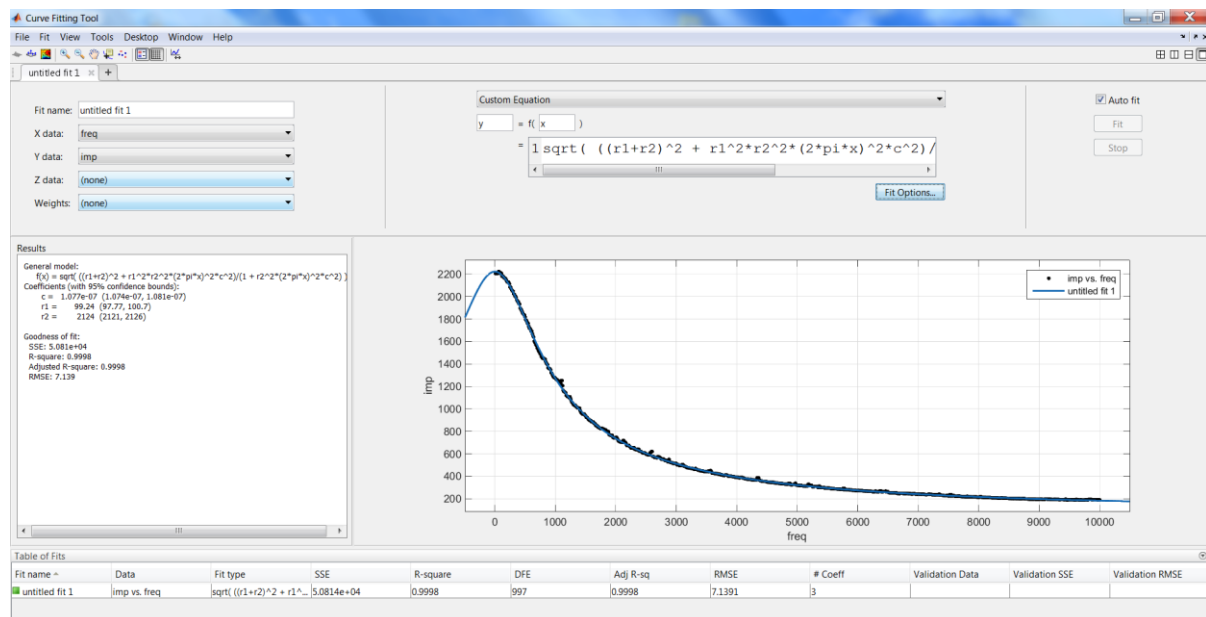 Curve Fitting Tool
File Fit View Tools Desktop Window Help
untitled fit 1
Fit name: untitled fit 1
X data: freq
Y data: imp
Z data: (none)
Weights: (none)
Custom Equation
y = f( x )
= 1 sqrt( ((r1+r2)^2 + r1^2*r2^2*(2*pi*x)^2*c^2)/
Fit Options...
Auto fit
Fit
Stop
Results
General model:
f(x) = sqrt( ((r1+r2)^2 + r1^2*r2^2*(2*pi*x)^2*c^2)/(1 + r2^2*(2*pi*x)^2*c^2) )
Coefficients (with 95% confidence bounds):
c = 1.077e-07 (1.074e-07, 1.081e-07)
r1 = 99.24 (97.77, 100.7)
r2 = 2124 (2121, 2126)
Goodness of fit:
SSE: 5.081e+04
R-square: 0.9998
Adjusted R-square: 0.9998
RMSE: 7.139
imp vs. freq
untitled fit 1
2200
2000
1800
1600
1400
1200
1000
800
600
400
200
imp
0 1000 2000 3000 4000 5000 6000 7000 8000 9000 10000
freq
Table of Fits
Fit name Data Fit type SSE R-square DFE Adj R-sq RMSE # Coeff Validation Data Validation SSE Validation RMSE
untitled fit 1 imp vs. freq sqrt( ((r1+r2)^2 + r1^... 5.0814e+04 0.9998 997 0.9998 7.1391 3